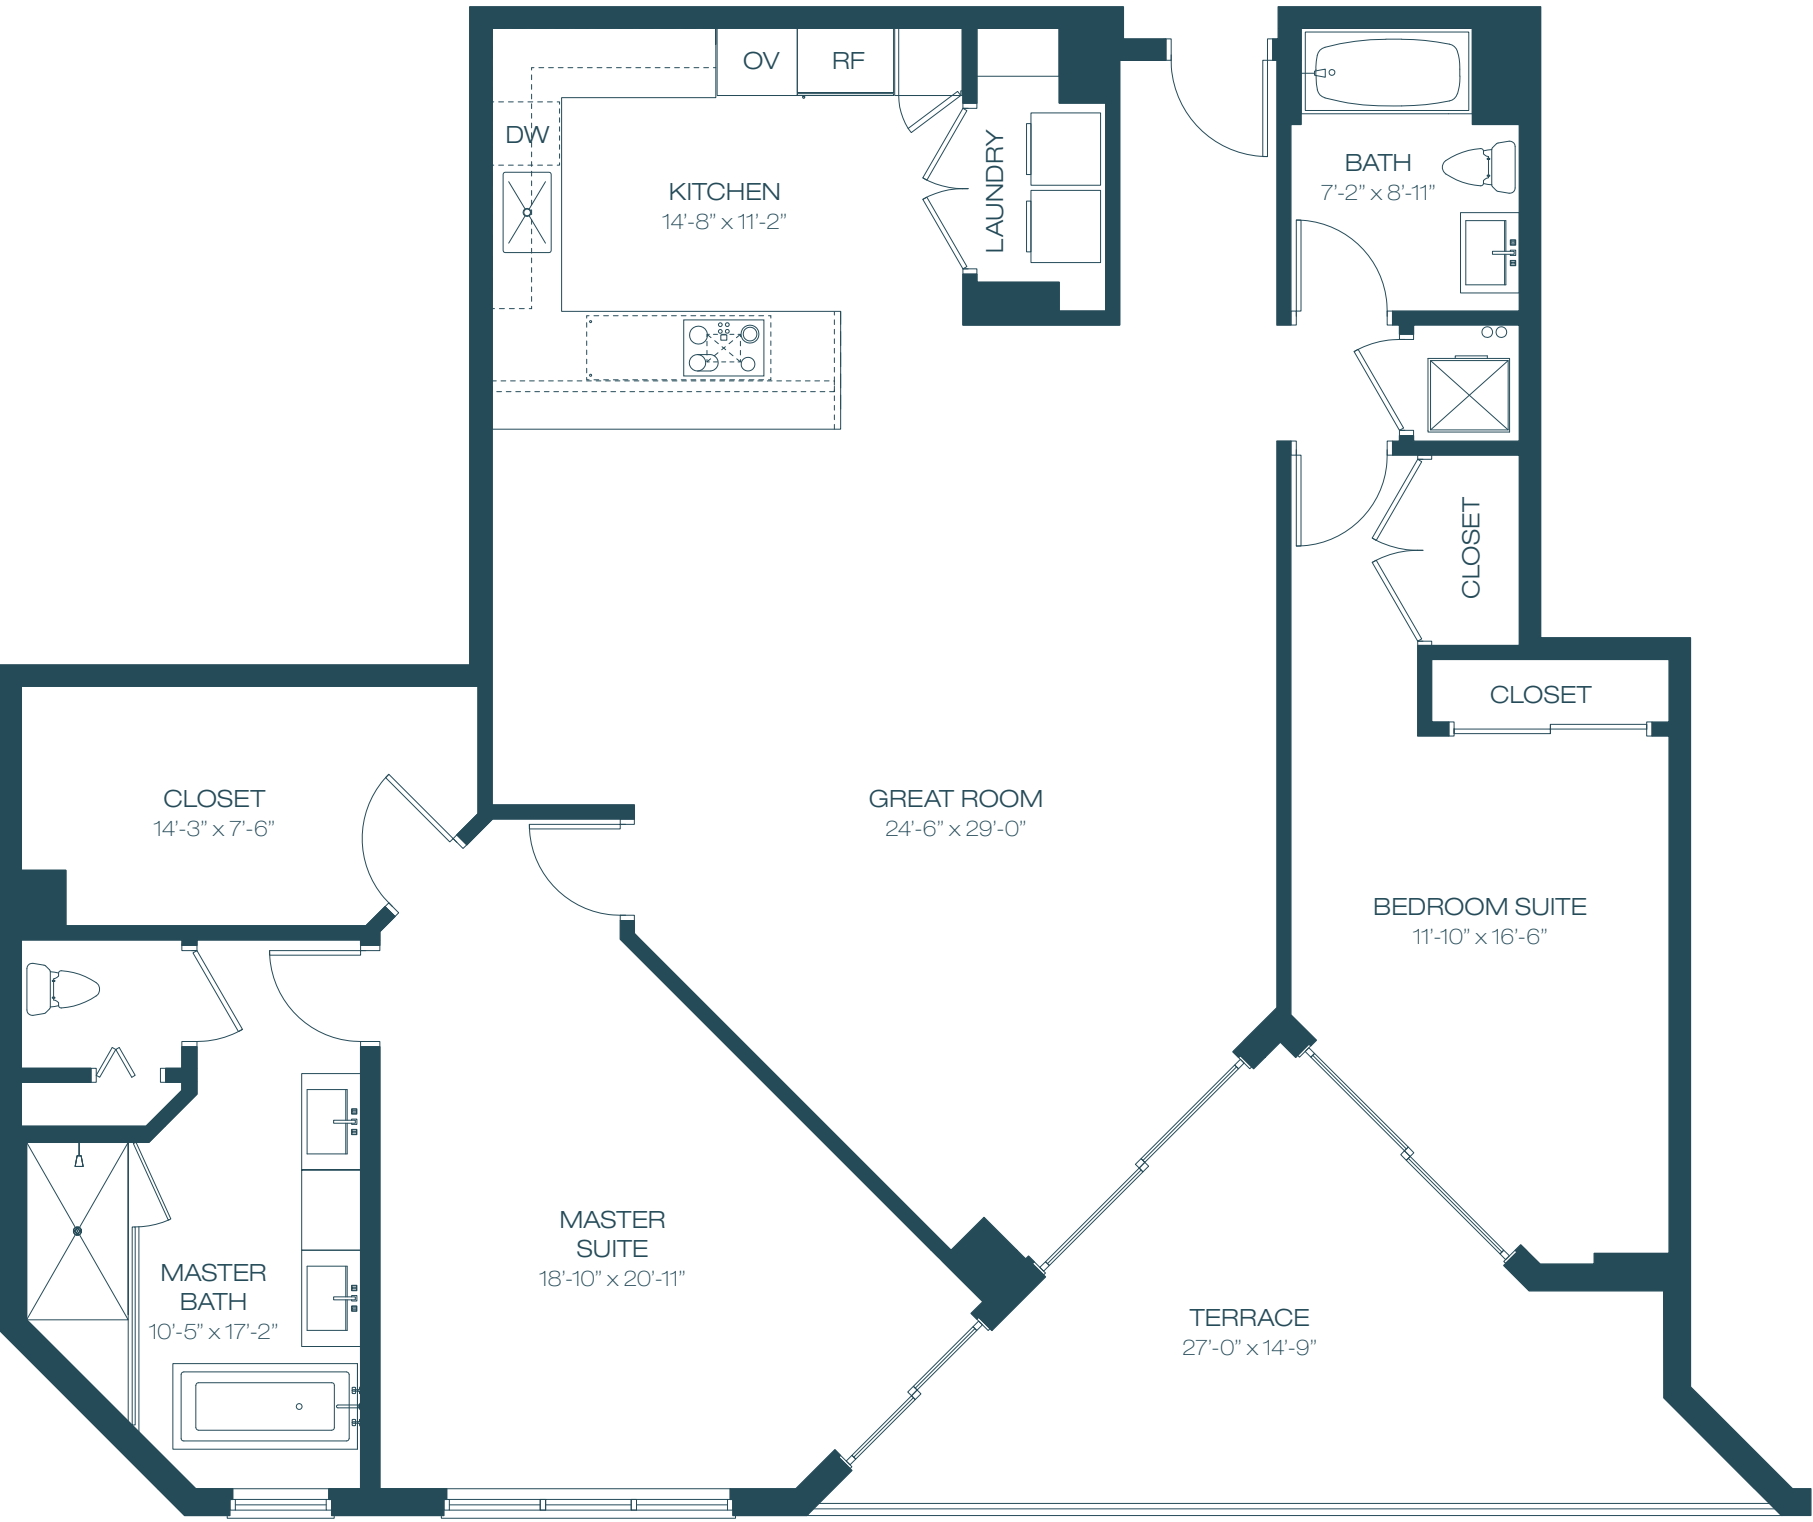 OV
RF
DW
KITCHEN
14'-8" x 11'-2"
LAUNDRY
BATH
7'-2" x 8'-11"
CLOSET
CLOSET
CLOSET
14'-3" x 7'-6"
GREAT ROOM
24'-6" x 29'-0"
BEDROOM SUITE
11'-10" x 16'-6"
MASTER
SUITE
18'-10" x 20'-11"
MASTER
BATH
10'-5" x 17'-2"
TERRACE
27'-0" x 14'-9"